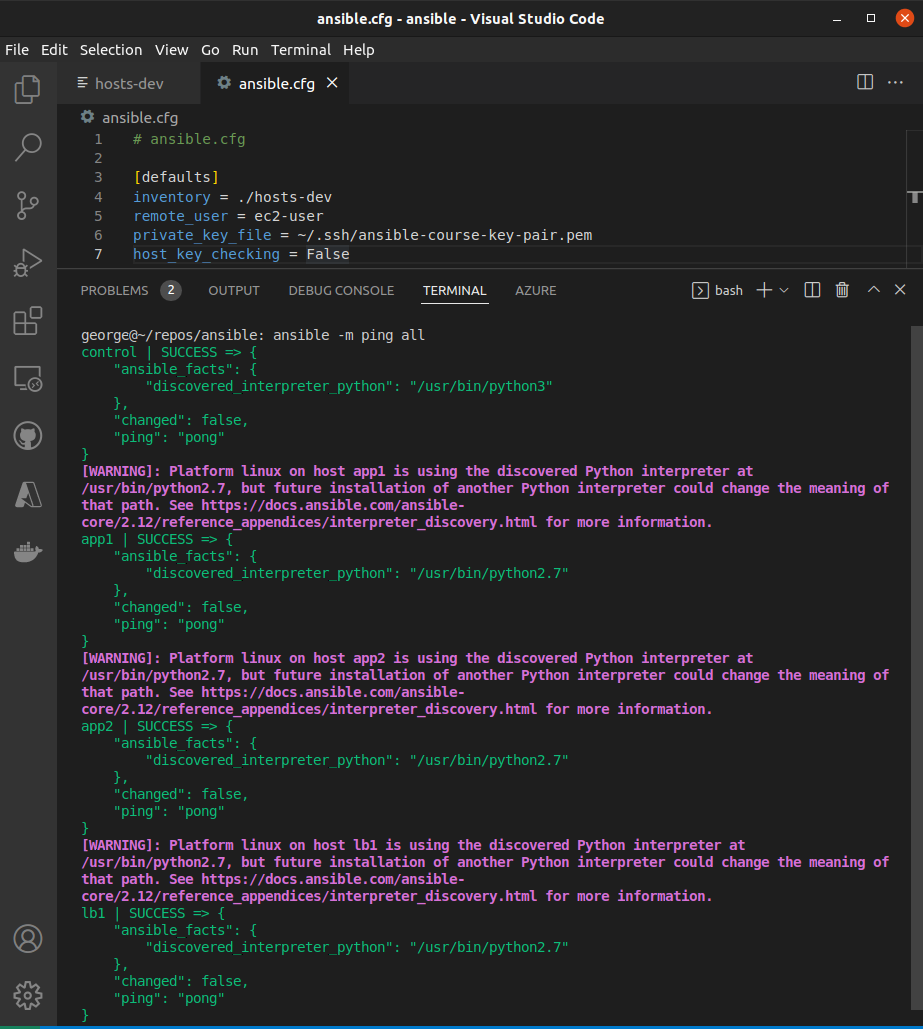 ansible.cfg - ansible - Visual Studio Code
File Edit Selection View Go Run Terminal Help
hosts-dev ansible.cfg
ansible.cfg
1 # ansible.cfg
2
3 [defaults]
4 inventory = ./hosts-dev
5 remote_user = ec2-user
6 private_key_file = ~/.ssh/ansible-course-key-pair.pem
7 host_key_checking = False
PROBLEMS 2 OUTPUT DEBUG CONSOLE TERMINAL AZURE bash
george@~/repos/ansible: ansible -m ping all
control | SUCCESS => {
    "ansible_facts": {
        "discovered_interpreter_python": "/usr/bin/python3"
    },
    "changed": false,
    "ping": "pong"
}
[WARNING]: Platform linux on host app1 is using the discovered Python interpreter at
/usr/bin/python2.7, but future installation of another Python interpreter could change the meaning of
that path. See https://docs.ansible.com/ansible-
core/2.12/reference_appendices/interpreter_discovery.html for more information.
app1 | SUCCESS => {
    "ansible_facts": {
        "discovered_interpreter_python": "/usr/bin/python2.7"
    },
    "changed": false,
    "ping": "pong"
}
[WARNING]: Platform linux on host app2 is using the discovered Python interpreter at
/usr/bin/python2.7, but future installation of another Python interpreter could change the meaning of
that path. See https://docs.ansible.com/ansible-
core/2.12/reference_appendices/interpreter_discovery.html for more information.
app2 | SUCCESS => {
    "ansible_facts": {
        "discovered_interpreter_python": "/usr/bin/python2.7"
    },
    "changed": false,
    "ping": "pong"
}
[WARNING]: Platform linux on host lb1 is using the discovered Python interpreter at
/usr/bin/python2.7, but future installation of another Python interpreter could change the meaning of
that path. See https://docs.ansible.com/ansible-
core/2.12/reference_appendices/interpreter_discovery.html for more information.
lb1 | SUCCESS => {
    "ansible_facts": {
        "discovered_interpreter_python": "/usr/bin/python2.7"
    },
    "changed": false,
    "ping": "pong"
}